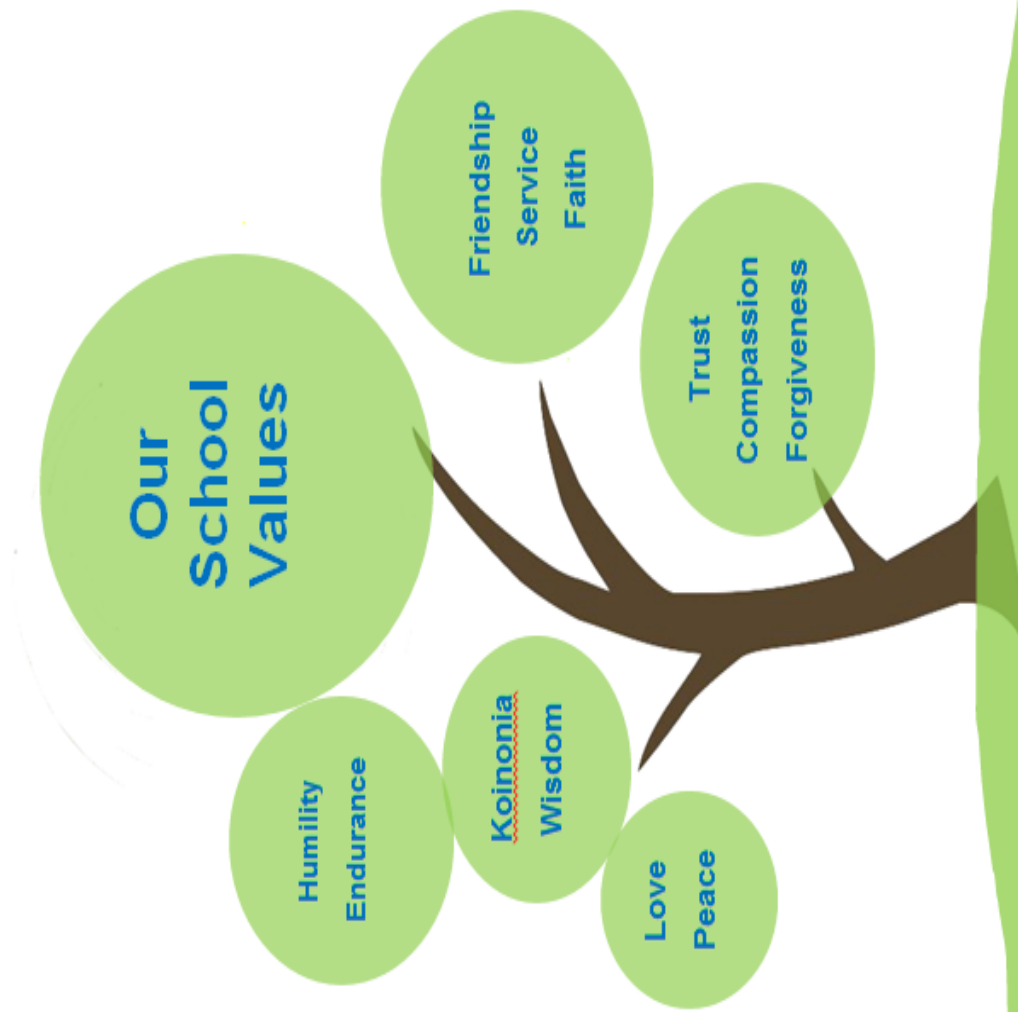 Our
School
Values
Humility
Endurance
Koinonia
Wisdom
Love
Peace
Friendship
Service
Faith
Trust
Compassion
Forgiveness